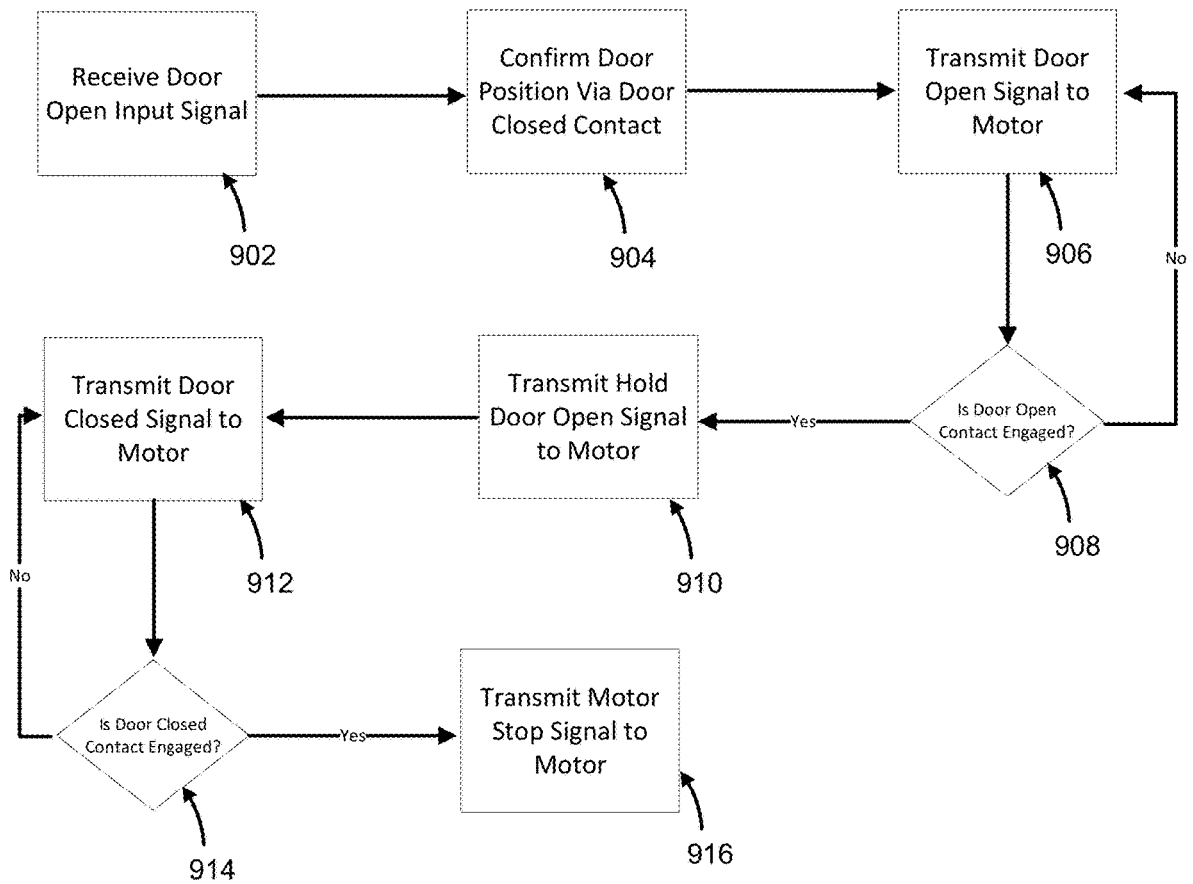 Receive Door
Open Input Signal
902
Confirm Door
Position Via Door
Closed Contact
904
Transmit Door
Open Signal to
Motor
906
No
Is Door Open
Contact Engaged?
908
Yes
Transmit Hold
Door Open Signal
to Motor
910
Transmit Door
Closed Signal to
Motor
912
No
Is Door Closed
Contact Engaged?
914
Yes
Transmit Motor
Stop Signal to
Motor
916